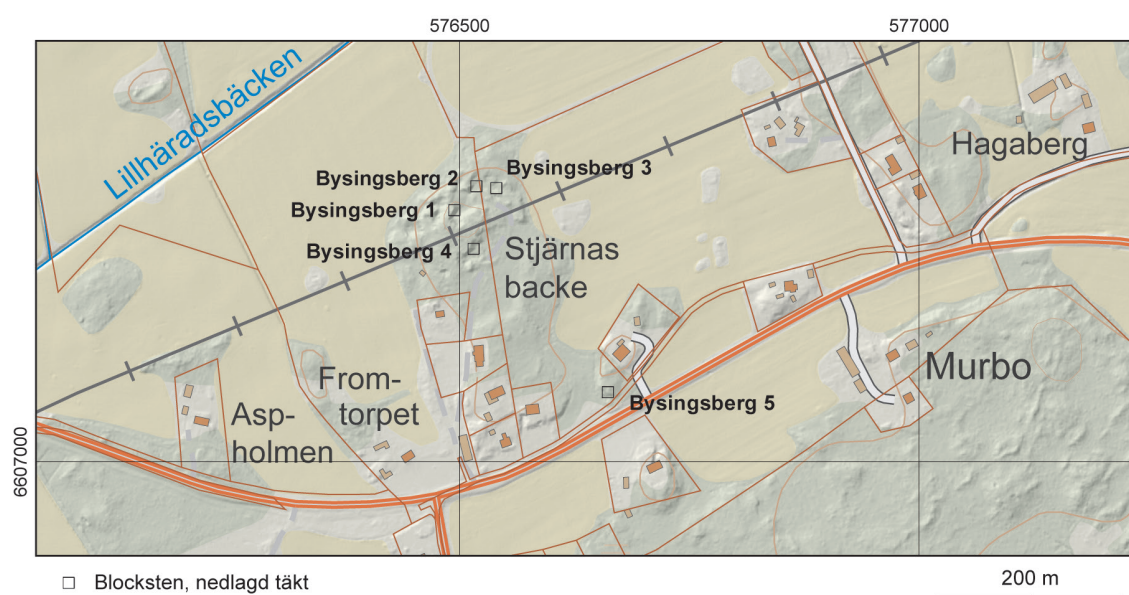 576500
577000
Lillhäradsbäcken
Hagaberg
Bysingsberg 3
Bysingsberg 2
Bysingsberg 1
Bysingsberg 4
Stjärnas
backe
From-
torpet
Murbo
Bysingsberg 5
Asp-
holmen
6607000
Blocksten, nedlagd täkt
200 m